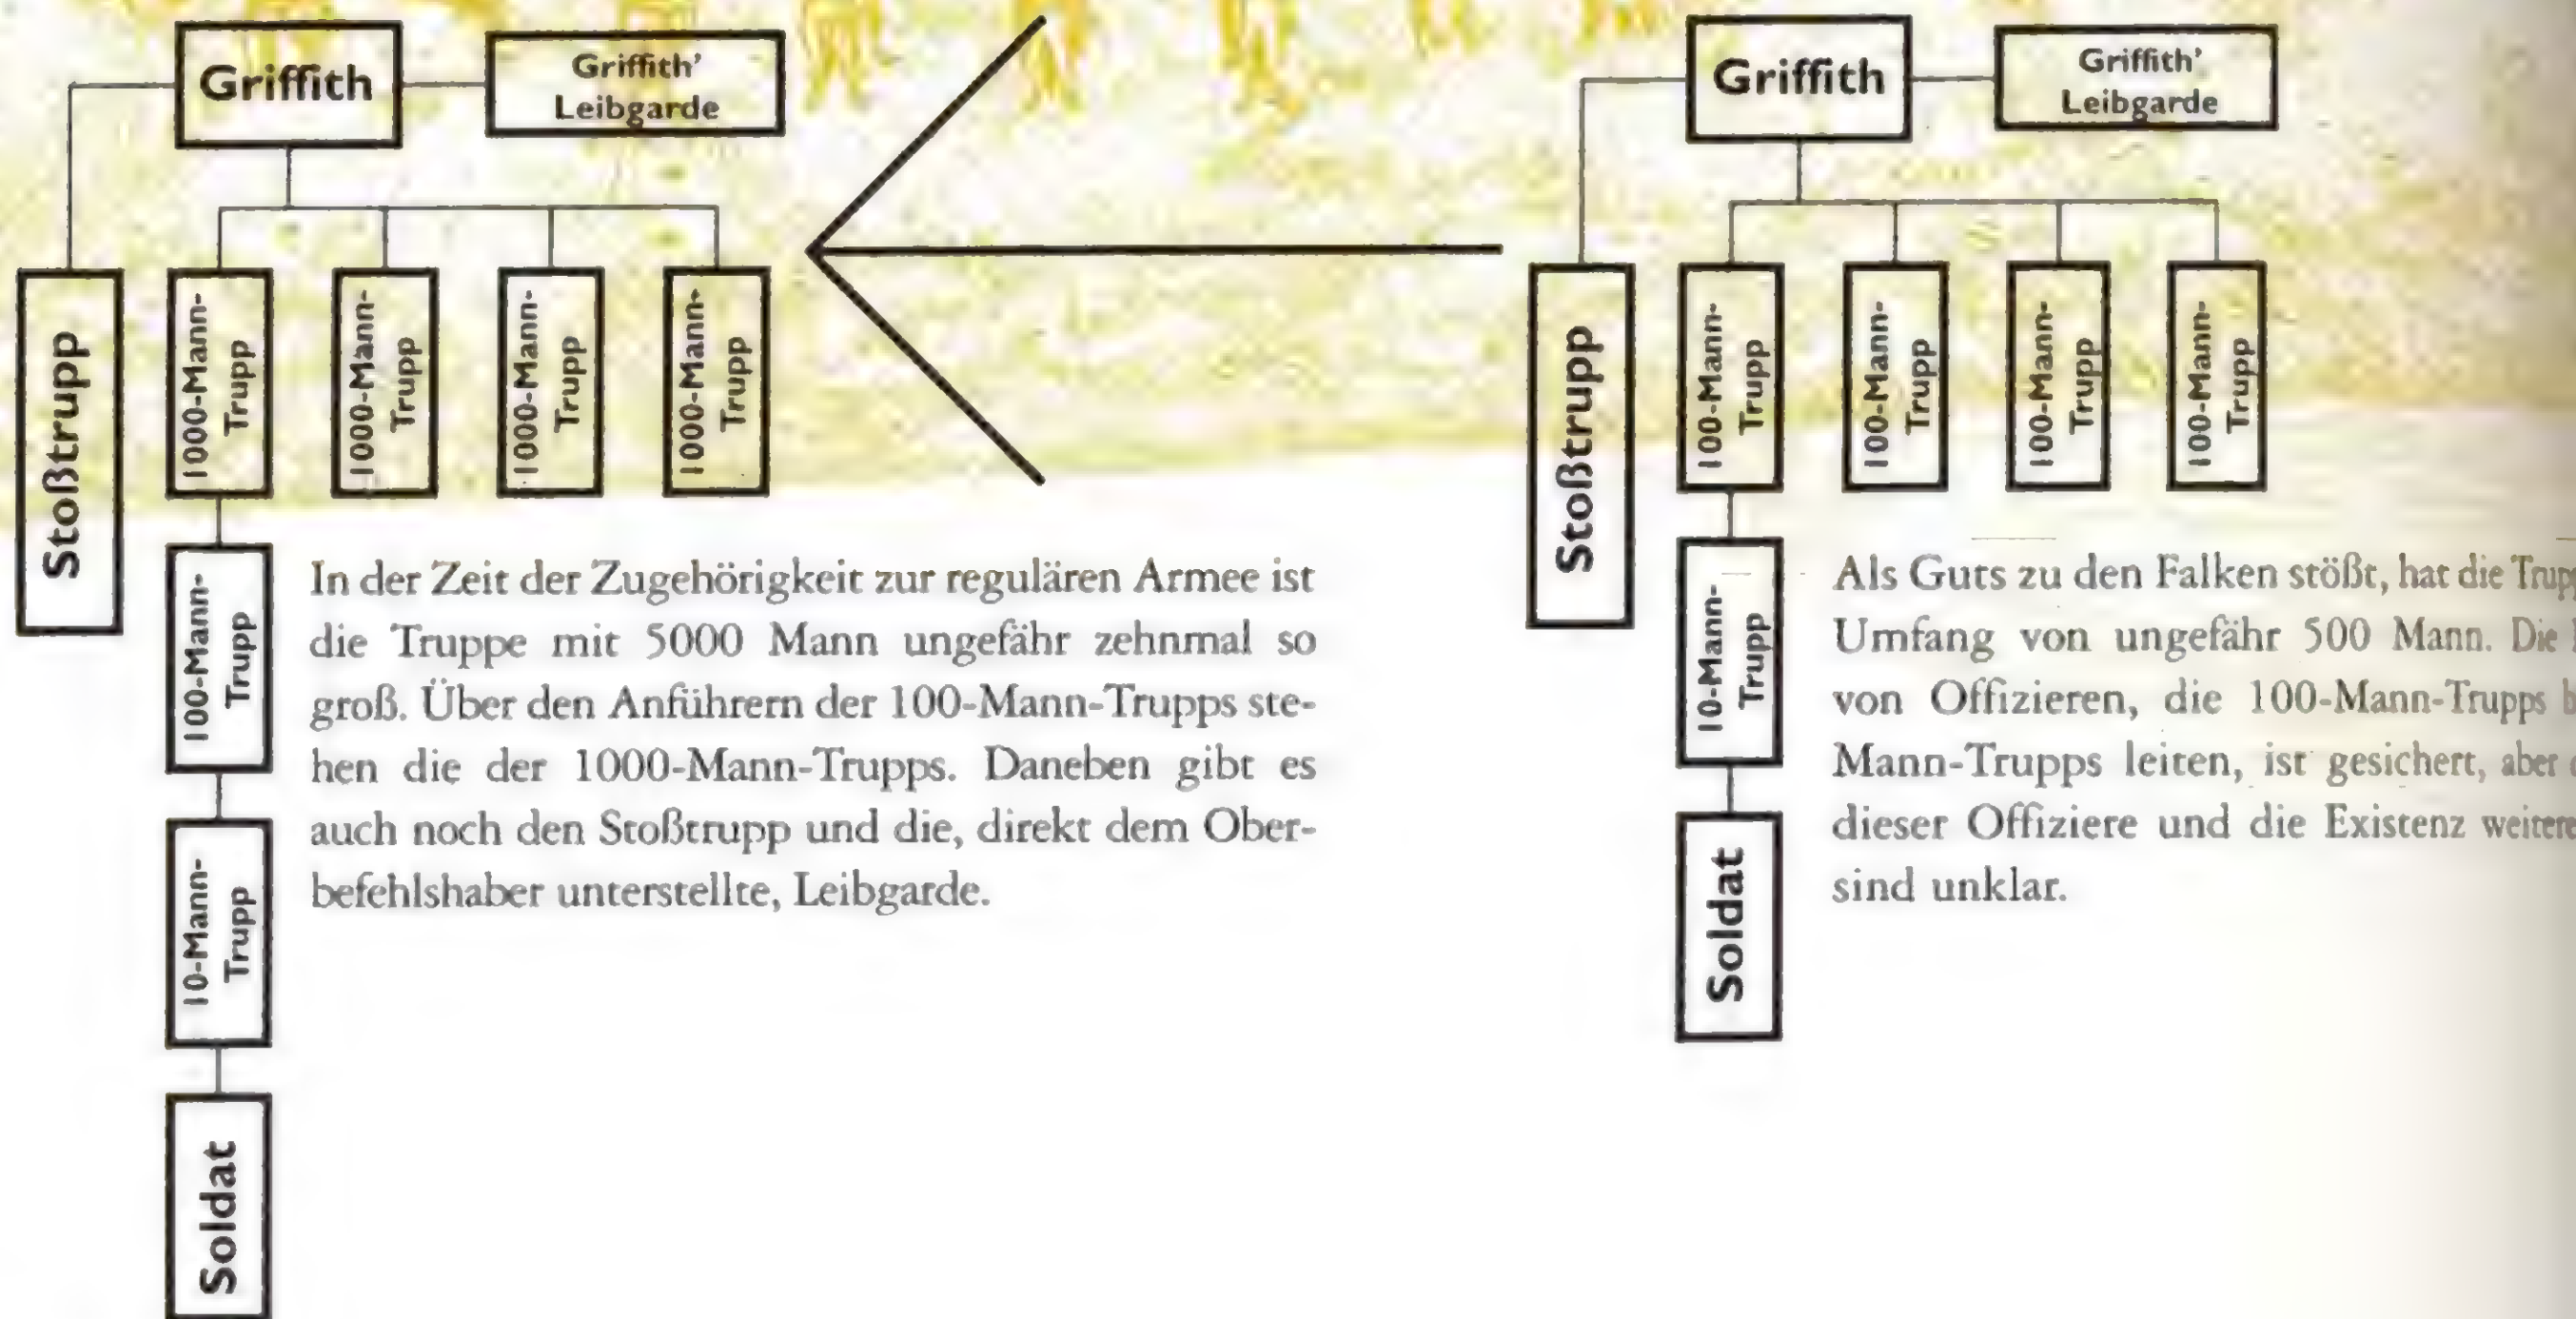 Griffith
Griffith'
Leibgarde
Stoßtrupp
1000-Mann-
Trupp
1000-Mann-
Trupp
1000-Mann-
Trupp
1000-Mann-
Trupp
100-Mann-
Trupp
10-Mann-
Trupp
Soldat
In der Zeit der Zugehörigkeit zur regulären Armee ist
die Truppe mit 5000 Mann ungefähr zehnmal so
groß. Über den Anführern der 100-Mann-Trupps ste-
hen die der 1000-Mann-Trupps. Daneben gibt es
auch noch den Stoßtrupp und die, direkt dem Ober-
befehlshaber unterstellte, Leibgarde.
Griffith
Griffith'
Leibgarde
Stoßtrupp
100-Mann-
Trupp
100-Mann-
Trupp
100-Mann-
Trupp
100-Mann-
Trupp
10-Mann-
Trupp
Soldat
Als Guts zu den Falken stößt, hat die
Umfang von ungefähr 500 Mann. Die
von Offizieren, die 100-Mann-Trupps
Mann-Trupps leiten, ist gesichert, aber
dieser Offiziere und die Existenz
sind unklar.